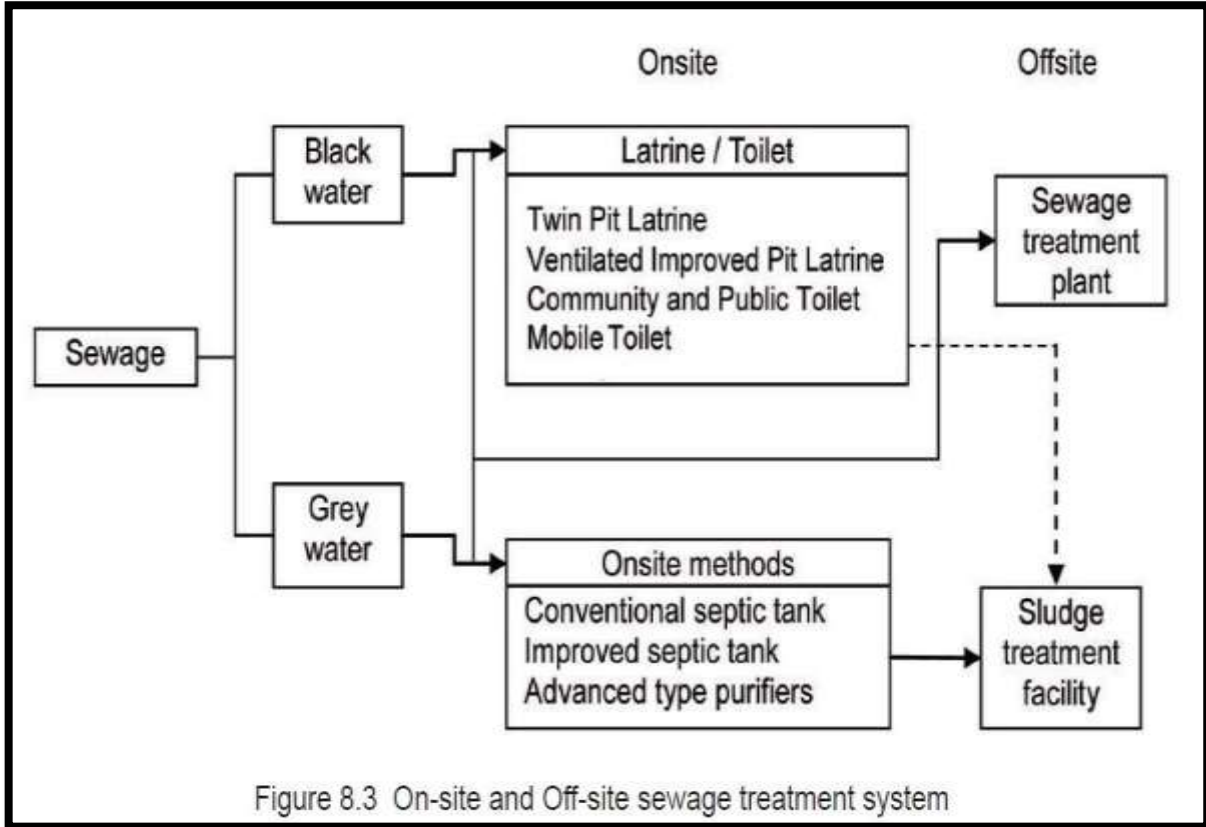 Onsite
Offsite
Black
water
Latrine / Toilet
Twin Pit Latrine
Ventilated Improved Pit Latrine
Community and Public Toilet
Mobile Toilet
Sewage
treatment
plant
Sewage
Grey
water
Onsite methods
Conventional septic tank
Improved septic tank
Advanced type purifiers
Sludge
treatment
facility
Figure 8.3 On-site and Off-site sewage treatment system